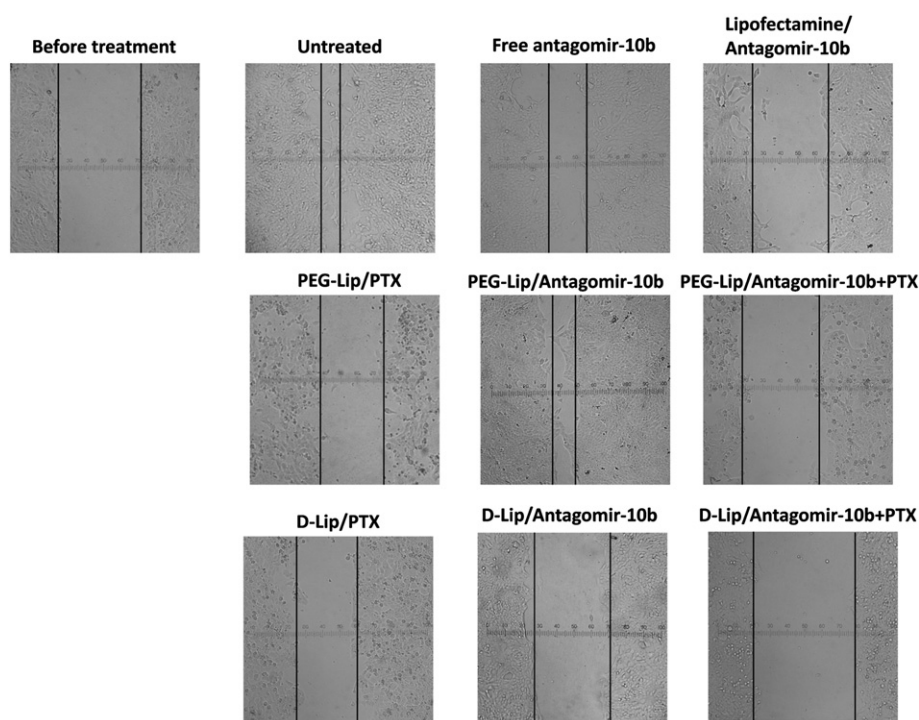 Before treatment
Untreated
Free antagomir-10b
Lipofectamine/
Antagomir-10b
PEG-Lip/PTX
PEG-Lip/Antagomir-10b
PEG-Lip/Antagomir-10b+PTX
D-Lip/PTX
D-Lip/Antagomir-10b
D-Lip/Antagomir-10b+PTX